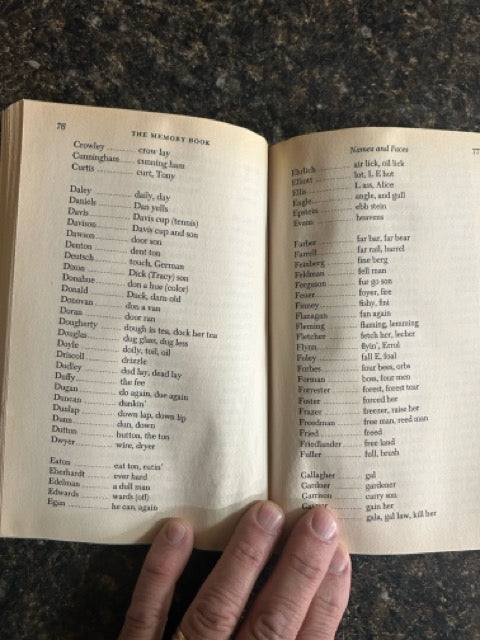 76
THE MEMORY BOOK
Crowley ........ crow lay
Cunningham ........ cunning ham
Curtis ........ curt, Tony
Daley ........ daily, day
Daniels ........ Dan yells
Davis ........ Davis cup (tennis)
Davison ........ Davis cup and son
Dawson ........ door son
Denton ........ dent ton
Deutsch ........ touch, German
Dixon ........ Dick (Tracy) son
Donahue ........ don a hue (color)
Donald ........ Duck, darn old
Donovan ........ don a van
Doran ........ door ran
Dougherty ........ dough in tea, dock her tea
Douglas ........ dug glass, dug less
Doyle ........ doily, toil, oil
Driscoll ........ drizzle
Dudley ........ dud lay, dead lay
Duffy ........ the fee
Dugan ........ do again, due again
Duncan ........ dunkin'
Dunlap ........ down lap, down lip
Dunn ........ dun, down
Dutton ........ button, the ton
Dwyer ........ wire, dryer
Eaton ........ eat ton, eatin'
Eberhardt ........ ever hard
Edelman ........ a dull man
Edwards ........ wards (off)
Egan ........ he can, again
Names and Faces
77
Ehrlich ........ air lick, oil lick
Elliott ........ lot, L E hot
Ellis ........ L ass, Alice
Engle ........ angle, and gull
Epstein ........ ebb stein
Evans ........ heavens
Farber ........ far bar, far bear
Farrell ........ far rail, barrel
Feinberg ........ fine berg
Feldman ........ fell man
Ferguson ........ fur go son
Feuer ........ foyer, fire
Finney ........ fishy, fini
Flanagan ........ fan again
Fleming ........ flaming, lemming
Fletcher ........ fetch her, lecher
Flynn ........ flyin', Errol
Foley ........ fall E, foal
Forbes ........ four bees, orbs
Forman ........ boss, four men
Forrester ........ forest, forest tour
Foster ........ forced her
Frazer ........ freezer, raise her
Freedman ........ free man, reed man
Fried ........ freed
Friedlander ........ free land
Fuller ........ full, brush
Gallagher ........ gal
Gardner ........ gardener
Garrison ........ curry son
gain her
gala, gal law, kill her